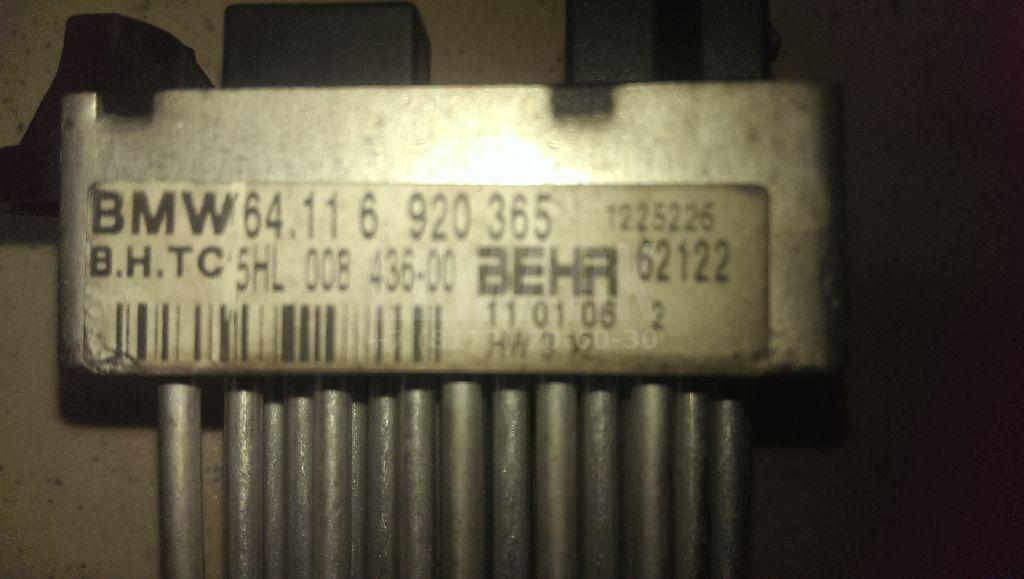 BMW 64.11 6 920 365 1225226
B.H.TC 5HL 008 436-00 BEHR 62122
11.01.06 2
HW 3.12